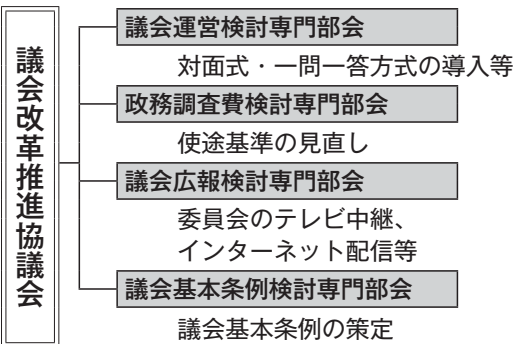 議会改革推進協議会
議会運営検討専門部会
対面式・一問一答方式の導入等
政務調査費検討専門部会
使途基準の見直し
議会広報検討専門部会
委員会のテレビ中継、
インターネット配信等
議会基本条例検討専門部会
議会基本条例の策定